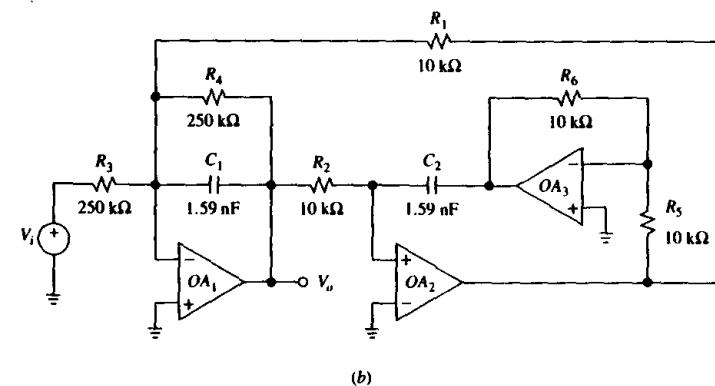 R₁
10 kΩ
R₄
250 kΩ
R₆
10 kΩ
R₃
250 kΩ
C₁
1.59 nF
R₂
10 kΩ
C₂
1.59 nF
OA₃
−
+
R₅
10 kΩ
Vᵢ
+
−
OA₁
+
Vₒ
+
OA₂
−
(b)